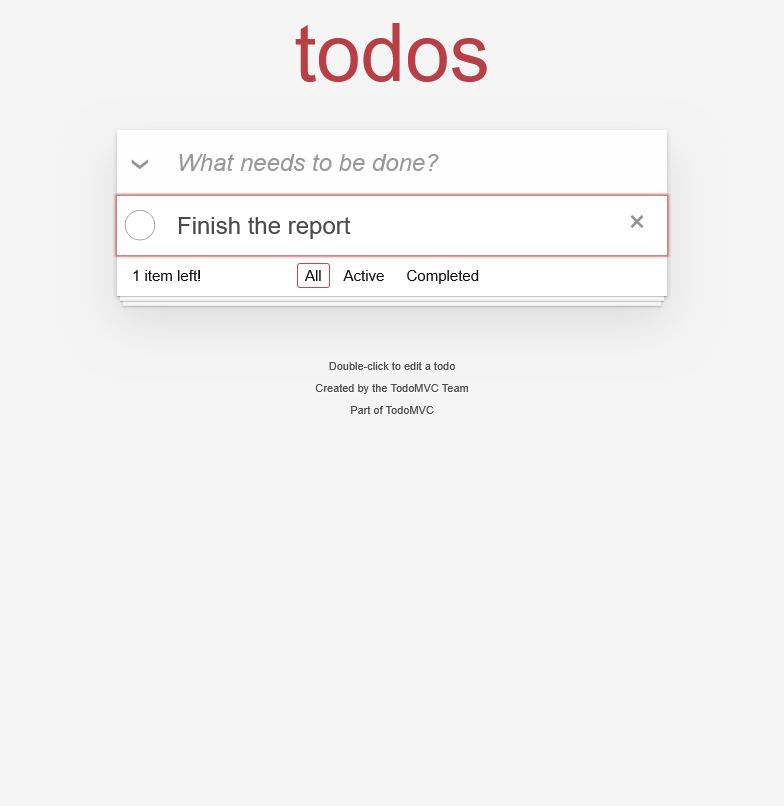 todos
What needs to be done?
Finish the report
1 item left! All Active Completed
Double-click to edit a todo
Created by the TodoMVC Team
Part of TodoMVC